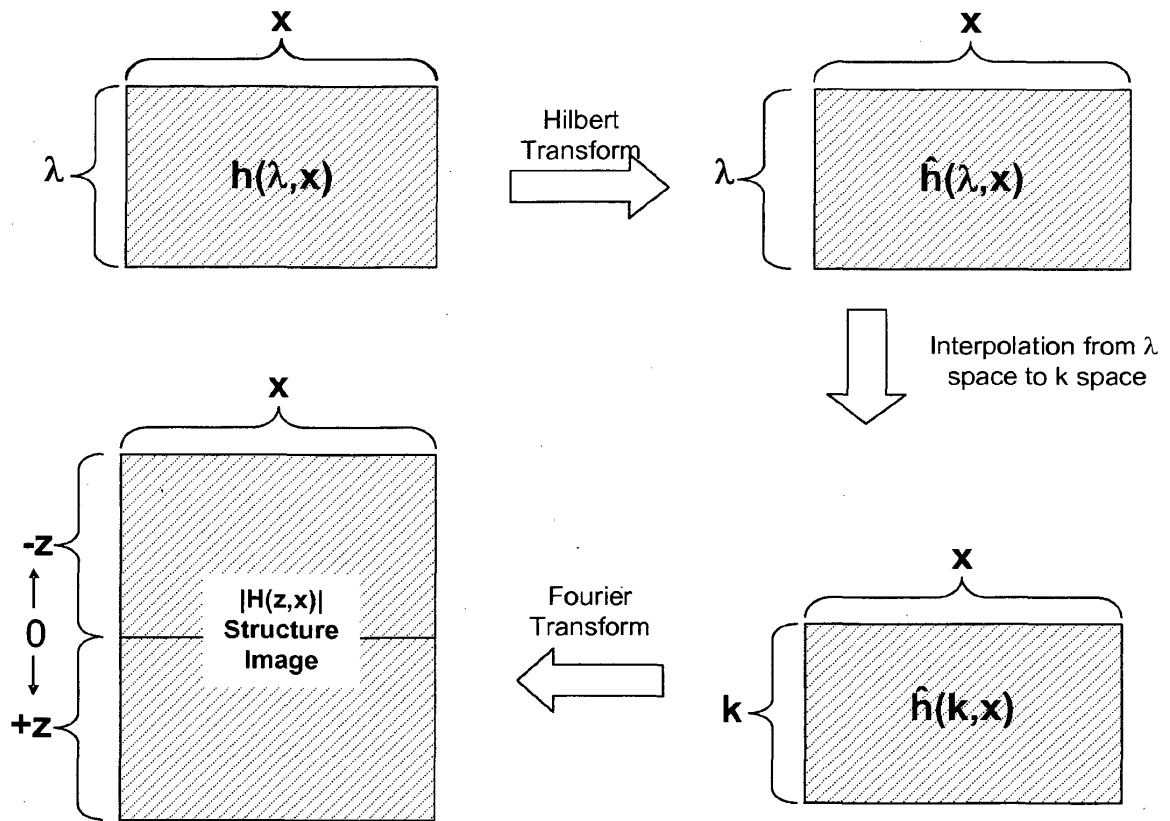 x
λ
h(λ,x)
Hilbert
Transform
x
λ
ĥ(λ,x)
Interpolation from λ
space to k space
x
k
ĥ(k,x)
Fourier
Transform
x
-z
0
+z
|H(z,x)|
Structure
Image